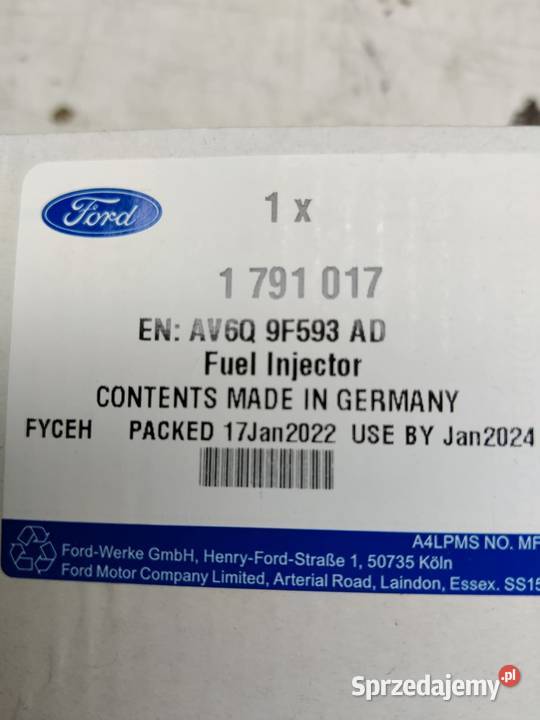 Ford
1 x
1 791 017
EN: AV6Q 9F593 AD
Fuel Injector
CONTENTS MADE IN GERMANY
FYCEH PACKED 17Jan2022 USE BY Jan2024
A4LPMS NO. MF
Ford-Werke GmbH, Henry-Ford-Straße 1, 50735 Köln
Ford Motor Company Limited, Arterial Road, Laindon, Essex. SS15
Sprzedajemy.pl